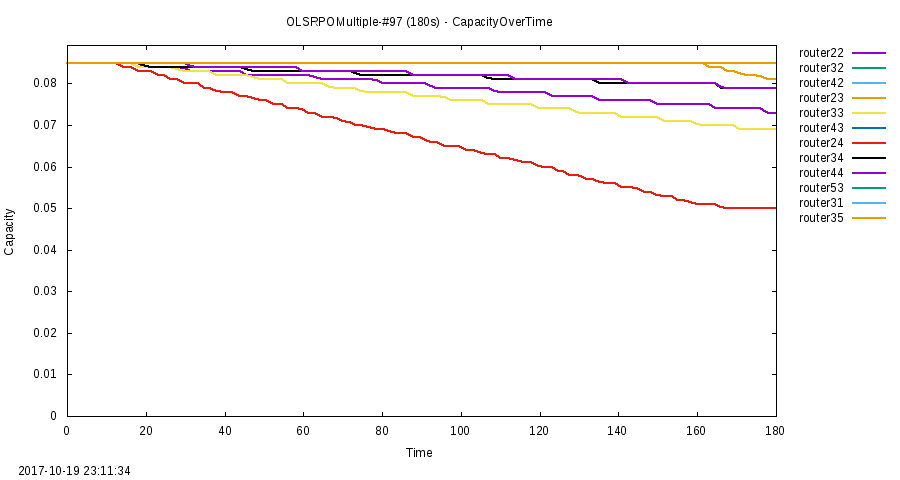 OLSRPOMultiple-#97 (180s) - CapacityOverTime
router22
router32
router42
router23
router33
router43
router24
router34
router44
router53
router31
router35
Capacity
0.08
0.07
0.06
0.05
0.04
0.03
0.02
0.01
0
0 20 40 60 80 100 120 140 160 180
Time
2017-10-19 23:11:34